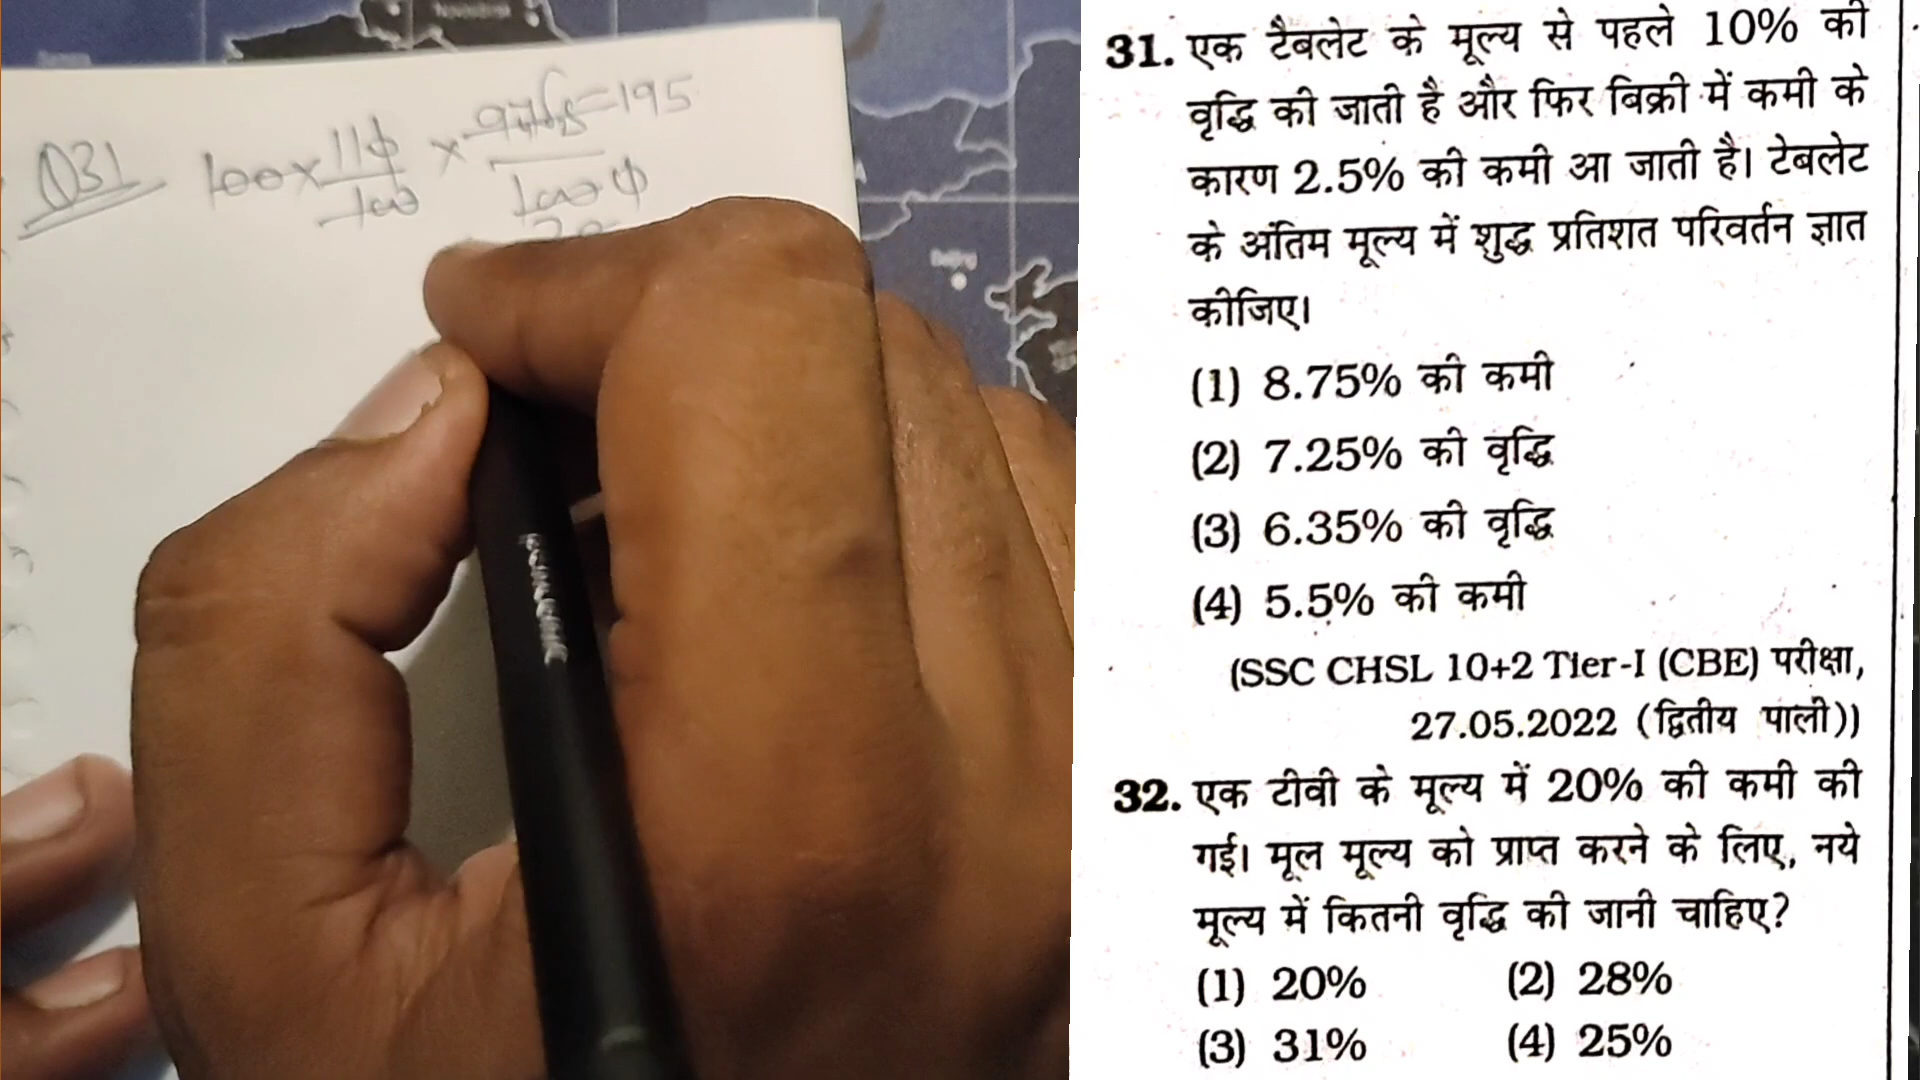 Q31 100 × 110/100 × 97.5 = 195
1000
20
31. एक टैबलेट के मूल्य से पहले 10% की
वृद्धि की जाती है और फिर बिक्री में कमी के
कारण 2.5% की कमी आ जाती है। टेबलेट
के अंतिम मूल्य में शुद्ध प्रतिशत परिवर्तन ज्ञात
कीजिए।
(1) 8.75% की कमी
(2) 7.25% की वृद्धि
(3) 6.35% की वृद्धि
(4) 5.5% की कमी
(SSC CHSL 10+2 Tier-I (CBE) परीक्षा,
27.05.2022 (द्वितीय पाली))
32. एक टीवी के मूल्य में 20% की कमी की
गई। मूल मूल्य को प्राप्त करने के लिए, नये
मूल्य में कितनी वृद्धि की जानी चाहिए?
(1) 20% (2) 28%
(3) 31% (4) 25%